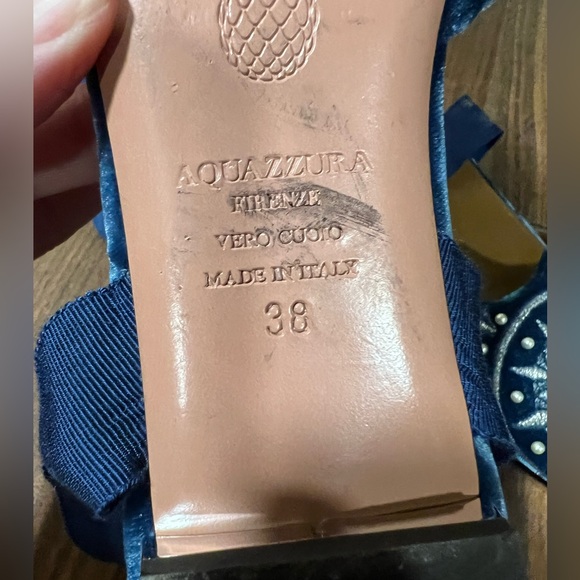 AQUAZZURA
FIRENZE
VERO CUOIO
MADE IN ITALY
38